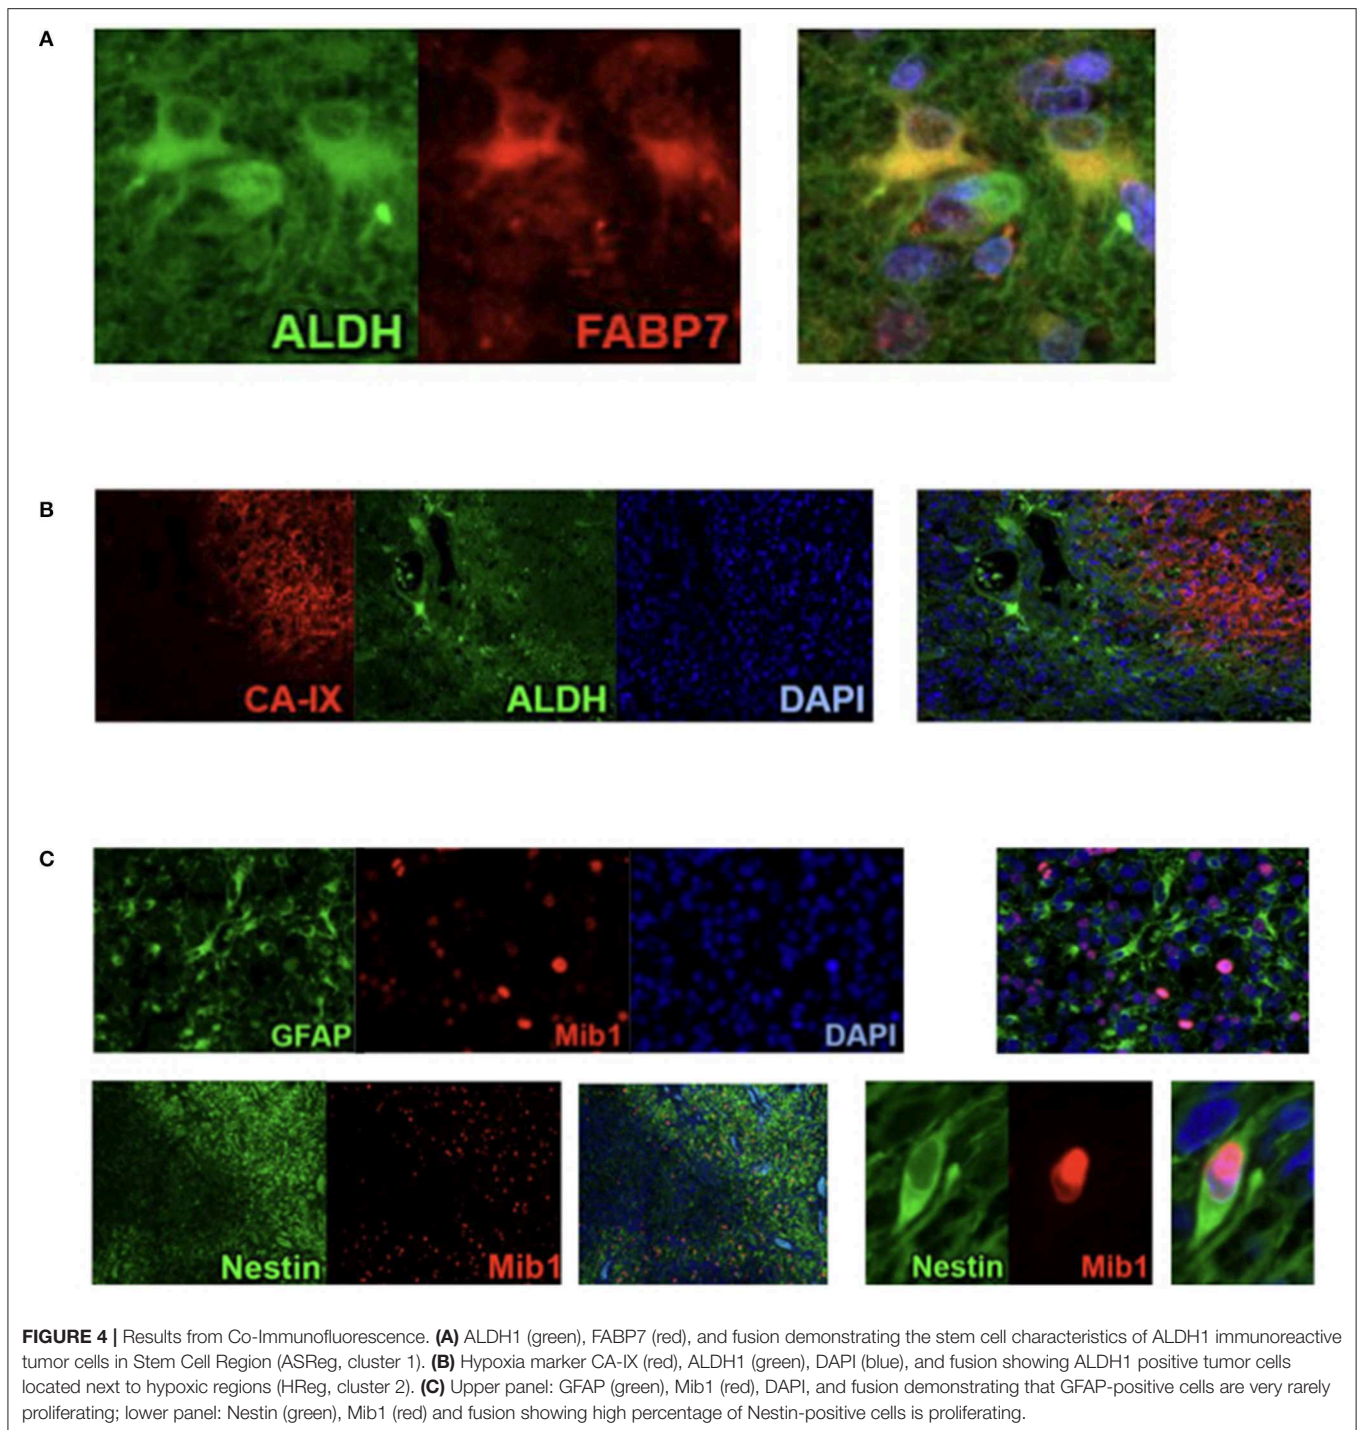 A
ALDH
FABP7
B
CA-IX
ALDH
DAPI
C
GFAP
Mib1
DAPI
Nestin
Mib1
Nestin
Mib1
FIGURE 4 | Results from Co-Immunofluorescence. (A) ALDH1 (green), FABP7 (red), and fusion demonstrating the stem cell characteristics of ALDH1 immunoreactive
tumor cells in Stem Cell Region (ASReg, cluster 1). (B) Hypoxia marker CA-IX (red), ALDH1 (green), DAPI (blue), and fusion showing ALDH1 positive tumor cells
located next to hypoxic regions (HReg, cluster 2). (C) Upper panel: GFAP (green), Mib1 (red), DAPI, and fusion demonstrating that GFAP-positive cells are very rarely
proliferating; lower panel: Nestin (green), Mib1 (red) and fusion showing high percentage of Nestin-positive cells is proliferating.